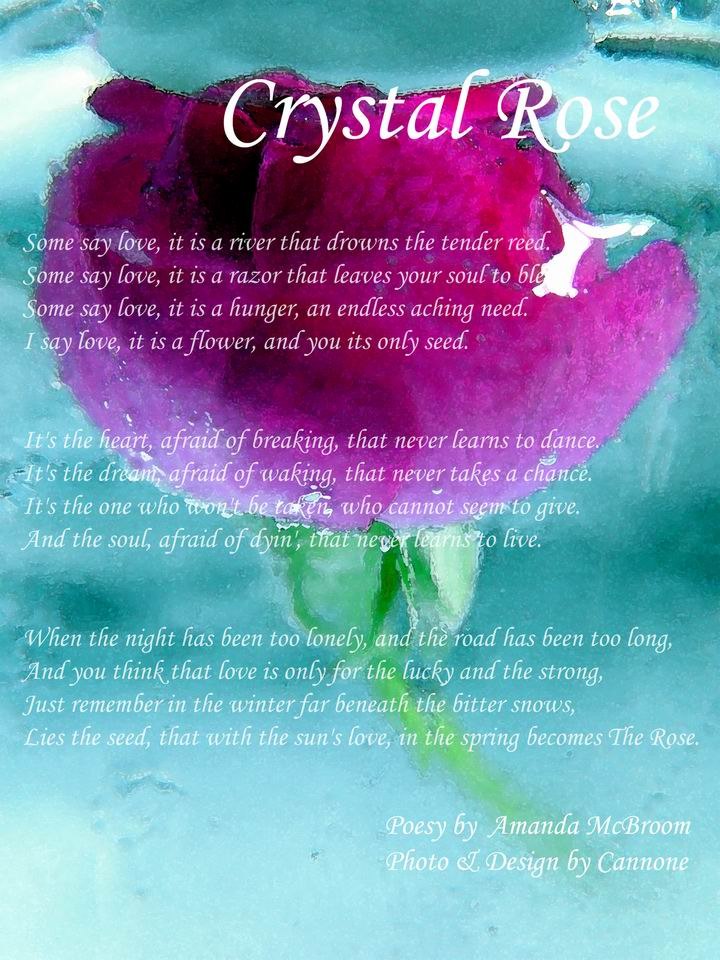 Crystal Rose
Some say love, it is a river that drowns the tender reed.
Some say love, it is a razor that leaves your soul to ble
Some say love, it is a hunger, an endless aching need.
I say love, it is a flower, and you its only seed.
It's the heart, afraid of breaking, that never learns to dance.
It's the dream, afraid of waking, that never takes a chance.
It's the one who won't be taken, who cannot seem to give.
And the soul, afraid of dyin', that never learns to live.
When the night has been too lonely, and the road has been too long,
And you think that love is only for the lucky and the strong,
Just remember in the winter far beneath the bitter snows,
Lies the seed, that with the sun's love, in the spring becomes The Rose.
Poesy by Amanda McBroom
Photo & Design by Cannone